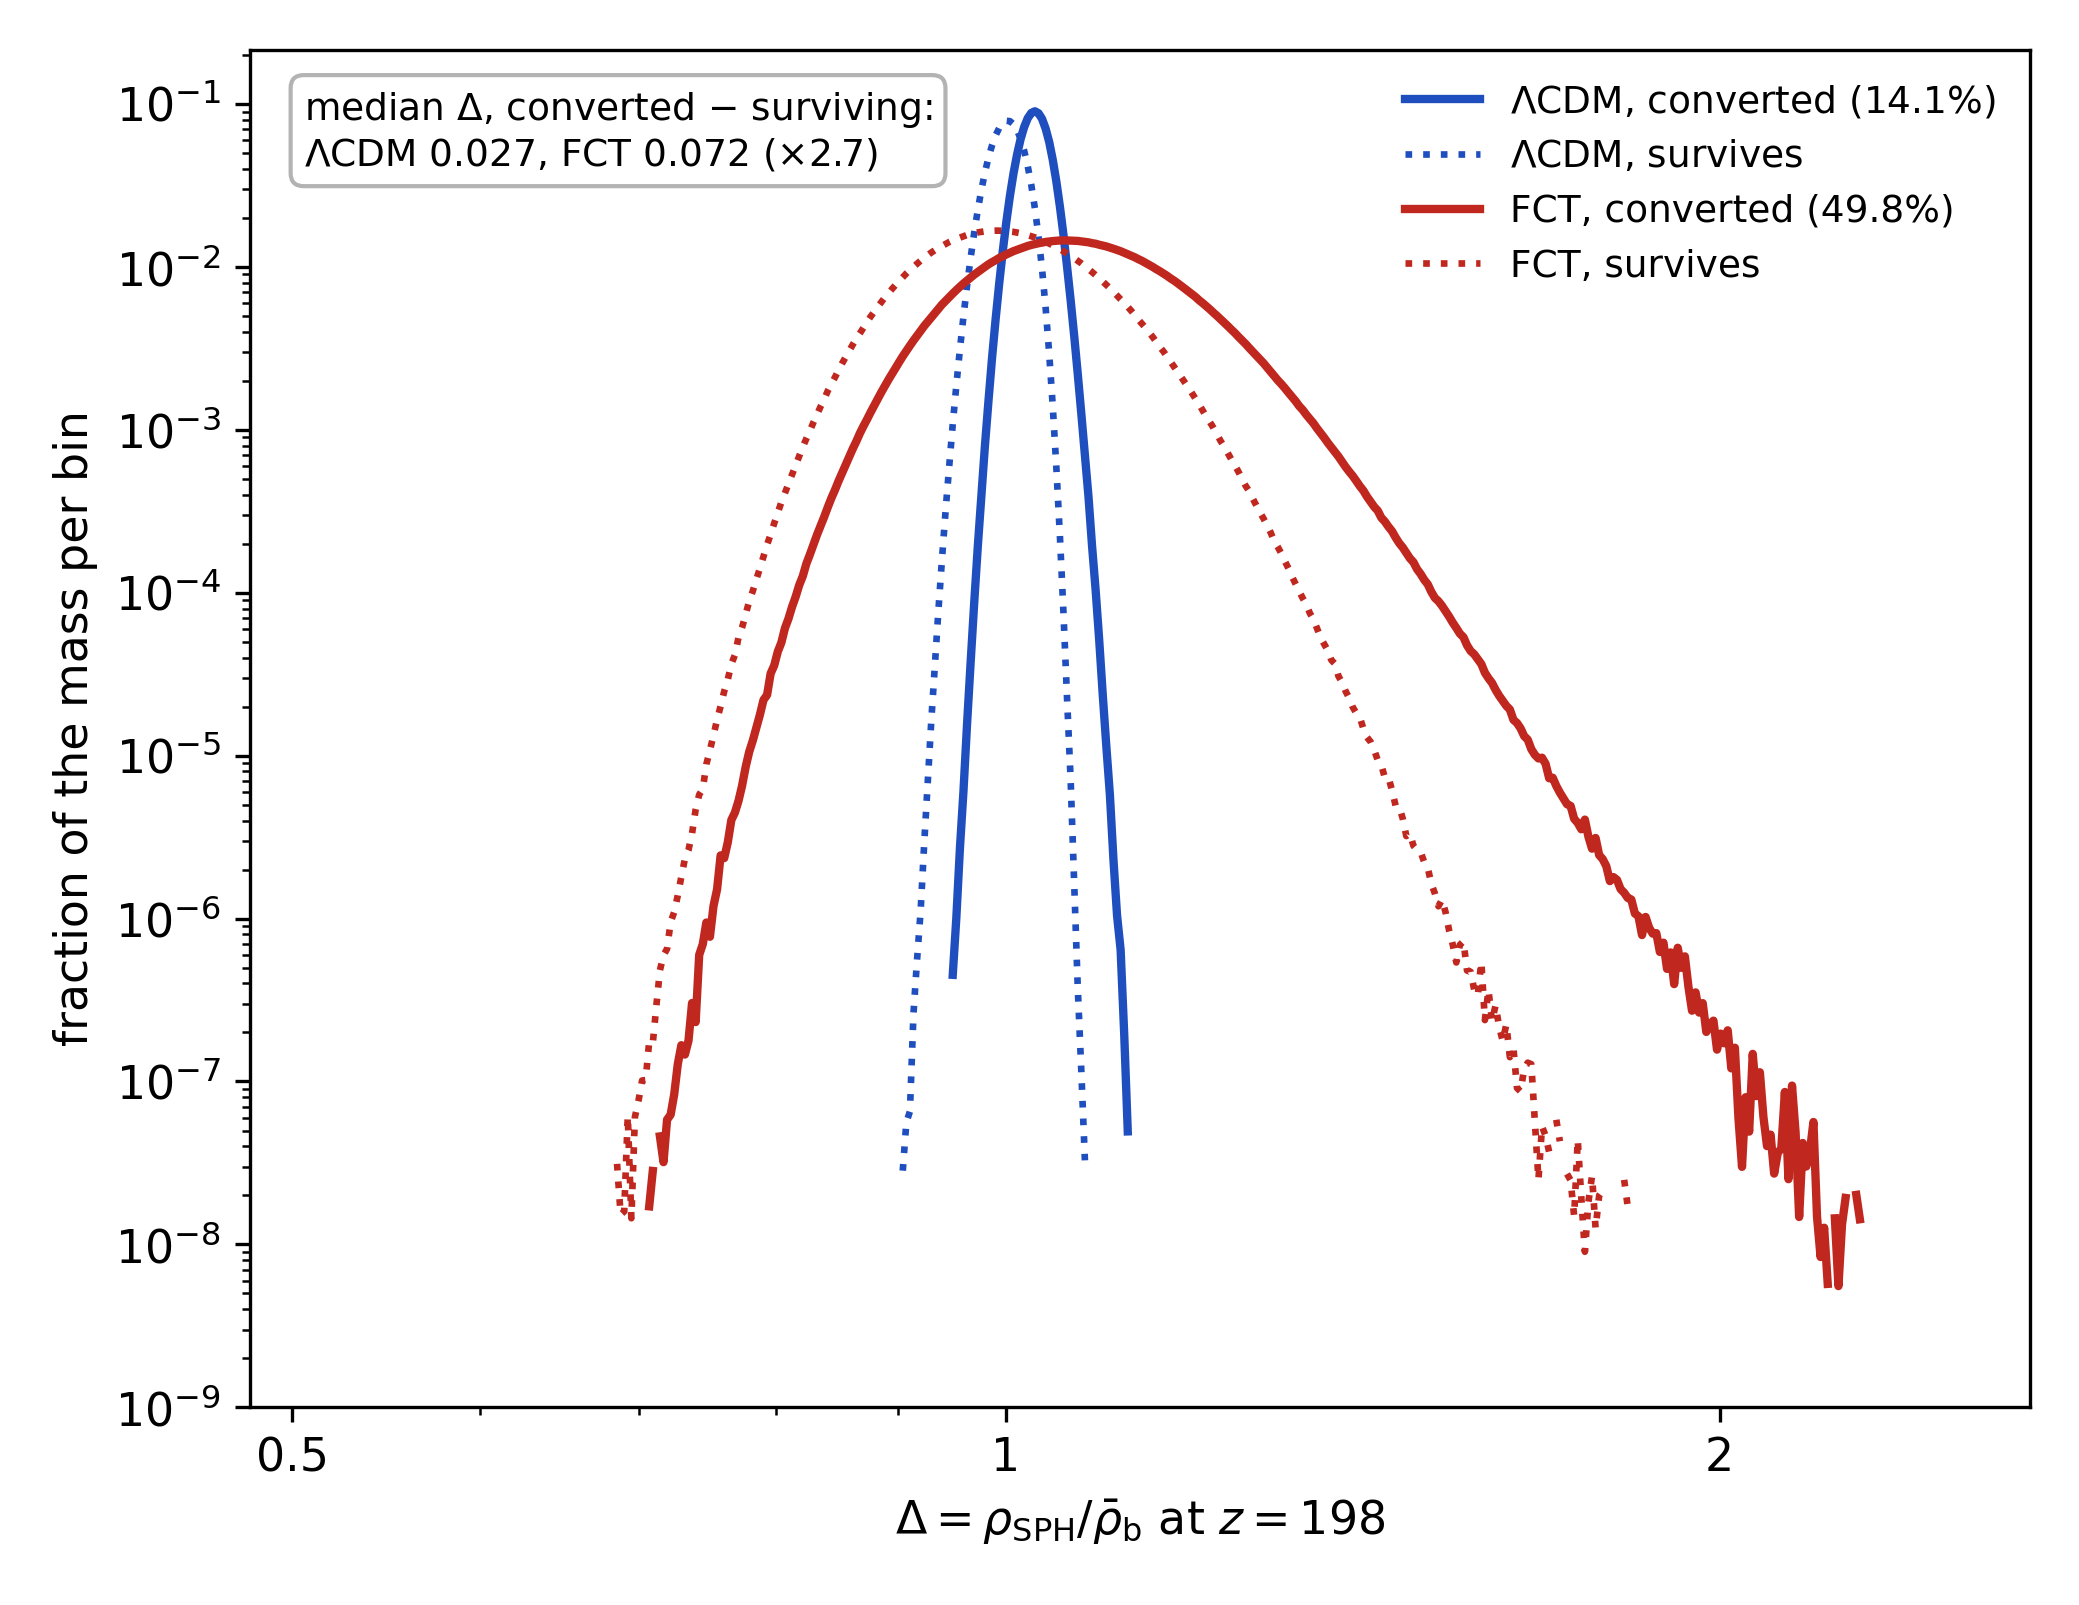 median Δ, converted − surviving:
ΛCDM 0.027, FCT 0.072 (×2.7)
ΛCDM, converted (14.1%)
ΛCDM, survives
FCT, converted (49.8%)
FCT, survives
fraction of the mass per bin
10⁻¹
10⁻²
10⁻³
10⁻⁴
10⁻⁵
10⁻⁶
10⁻⁷
10⁻⁸
10⁻⁹
0.5 1 2
Δ = ρ_SPH/ρ̄_b at z = 198